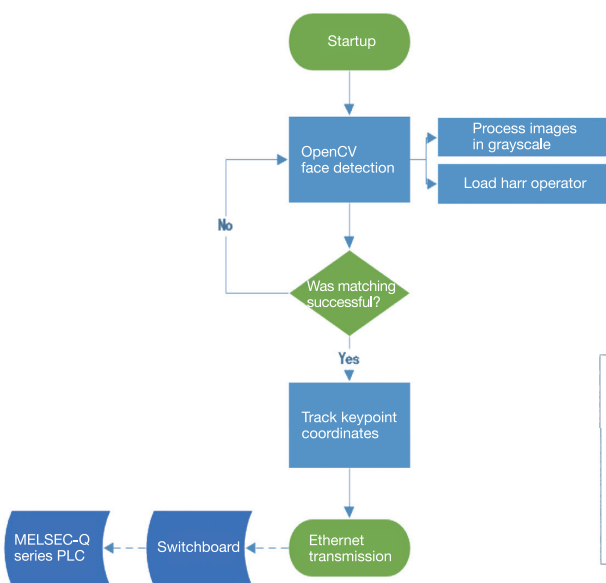 Startup
OpenCV
face detection
Process images
in grayscale
Load harr operator
No
Was matching
successful?
Yes
Track keypoint
coordinates
MELSEC-Q
series PLC
Switchboard
Ethernet
transmission